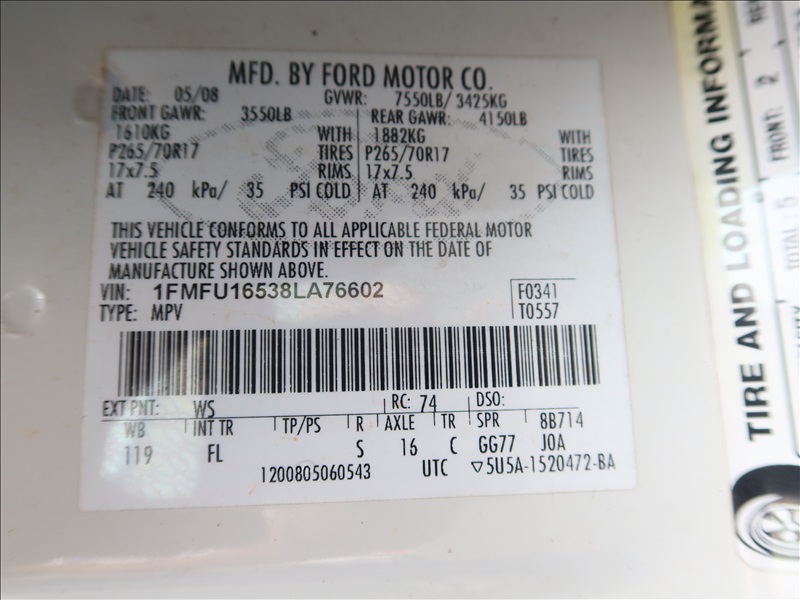 MFD. BY FORD MOTOR CO.
DATE: 05/08 GVWR: 7550LB/ 3425KG
FRONT GAWR: 3550LB REAR GAWR: 4150LB
1610KG WITH 1882KG WITH
P265/70R17 TIRES P265/70R17 TIRES
17x7.5 RIMS 17x7.5 RIMS
AT 240 kPa/ 35 PSI COLD AT 240 kPa/ 35 PSI COLD
THIS VEHICLE CONFORMS TO ALL APPLICABLE FEDERAL MOTOR
VEHICLE SAFETY STANDARDS IN EFFECT ON THE DATE OF
MANUFACTURE SHOWN ABOVE.
VIN: 1FMFU16538LA76602 F0341
TYPE: MPV T0557
EXT PNT: WS RC: 74 DSO:
WB INT TR TP/PS R AXLE TR SPR 8B714
119 FL S 16 C GG77 J0A
1200805060543 UTC ▽5U5A-1520472-BA
TIRE AND LOADING INFORMA
TOTAL: 5
FRONT: 2